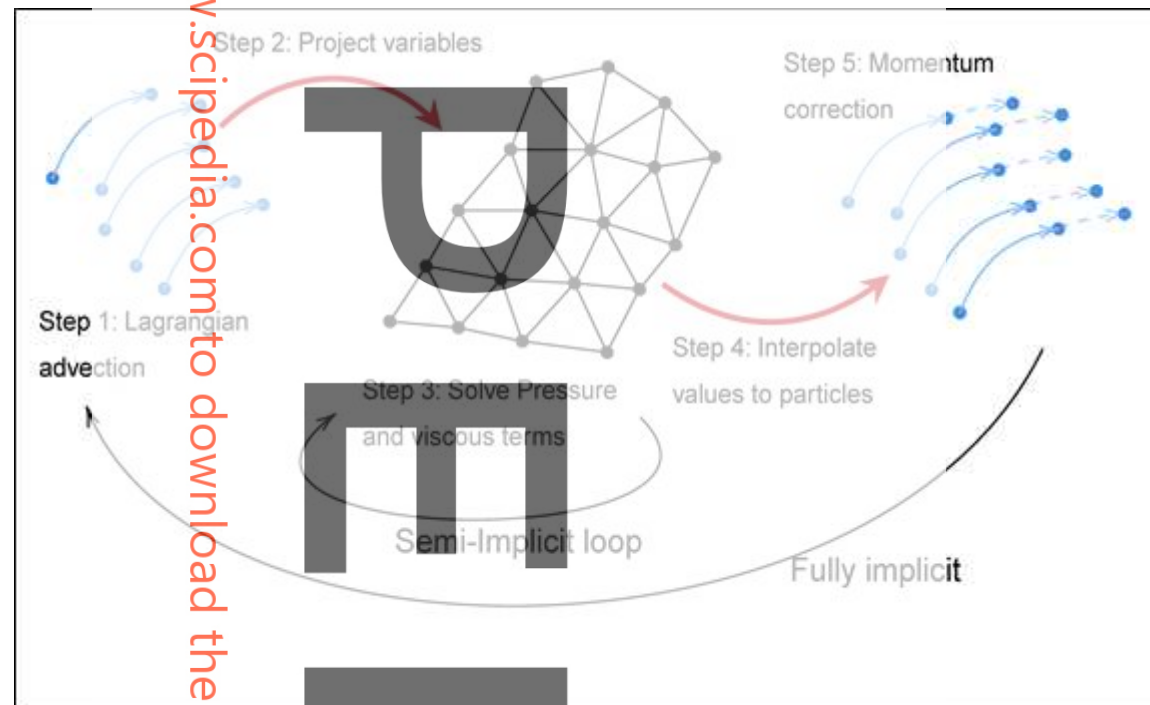 Step 2: Project variables
Step 5: Momentum
correction
Step 1: Lagrangian
advection
Step 4: Interpolate
values to particles
Step 3: Solve Pressure
and viscous terms
Semi-Implicit loop
Fully implicit
w.scipedia.com to download the